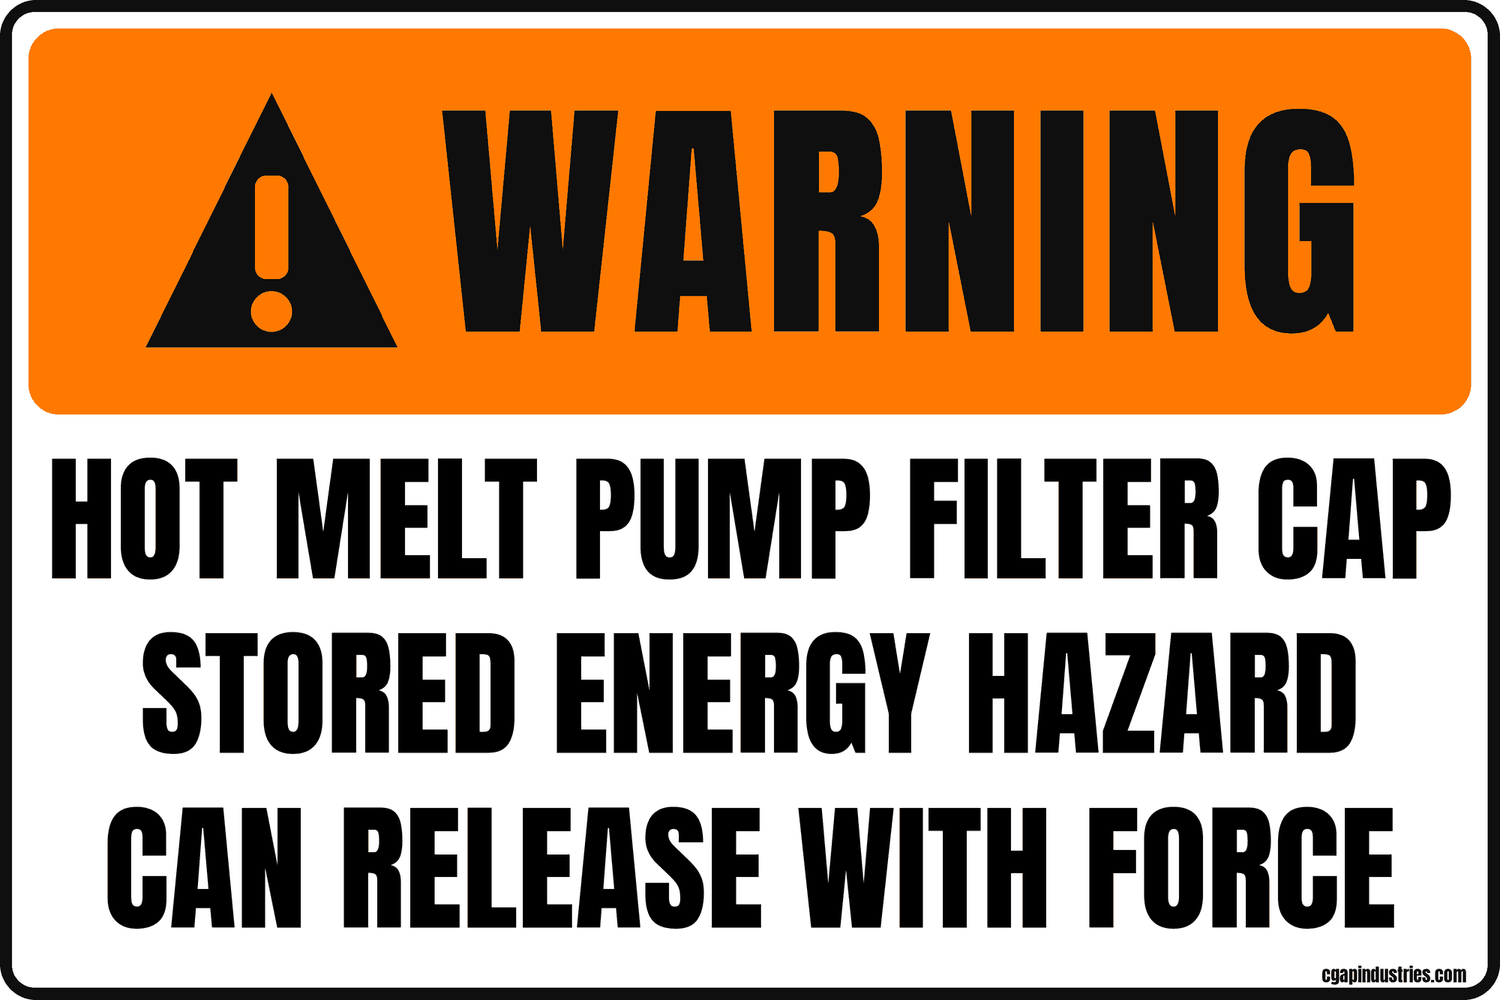 WARNING
HOT MELT PUMP FILTER CAP
STORED ENERGY HAZARD
CAN RELEASE WITH FORCE
cgapindustries.com